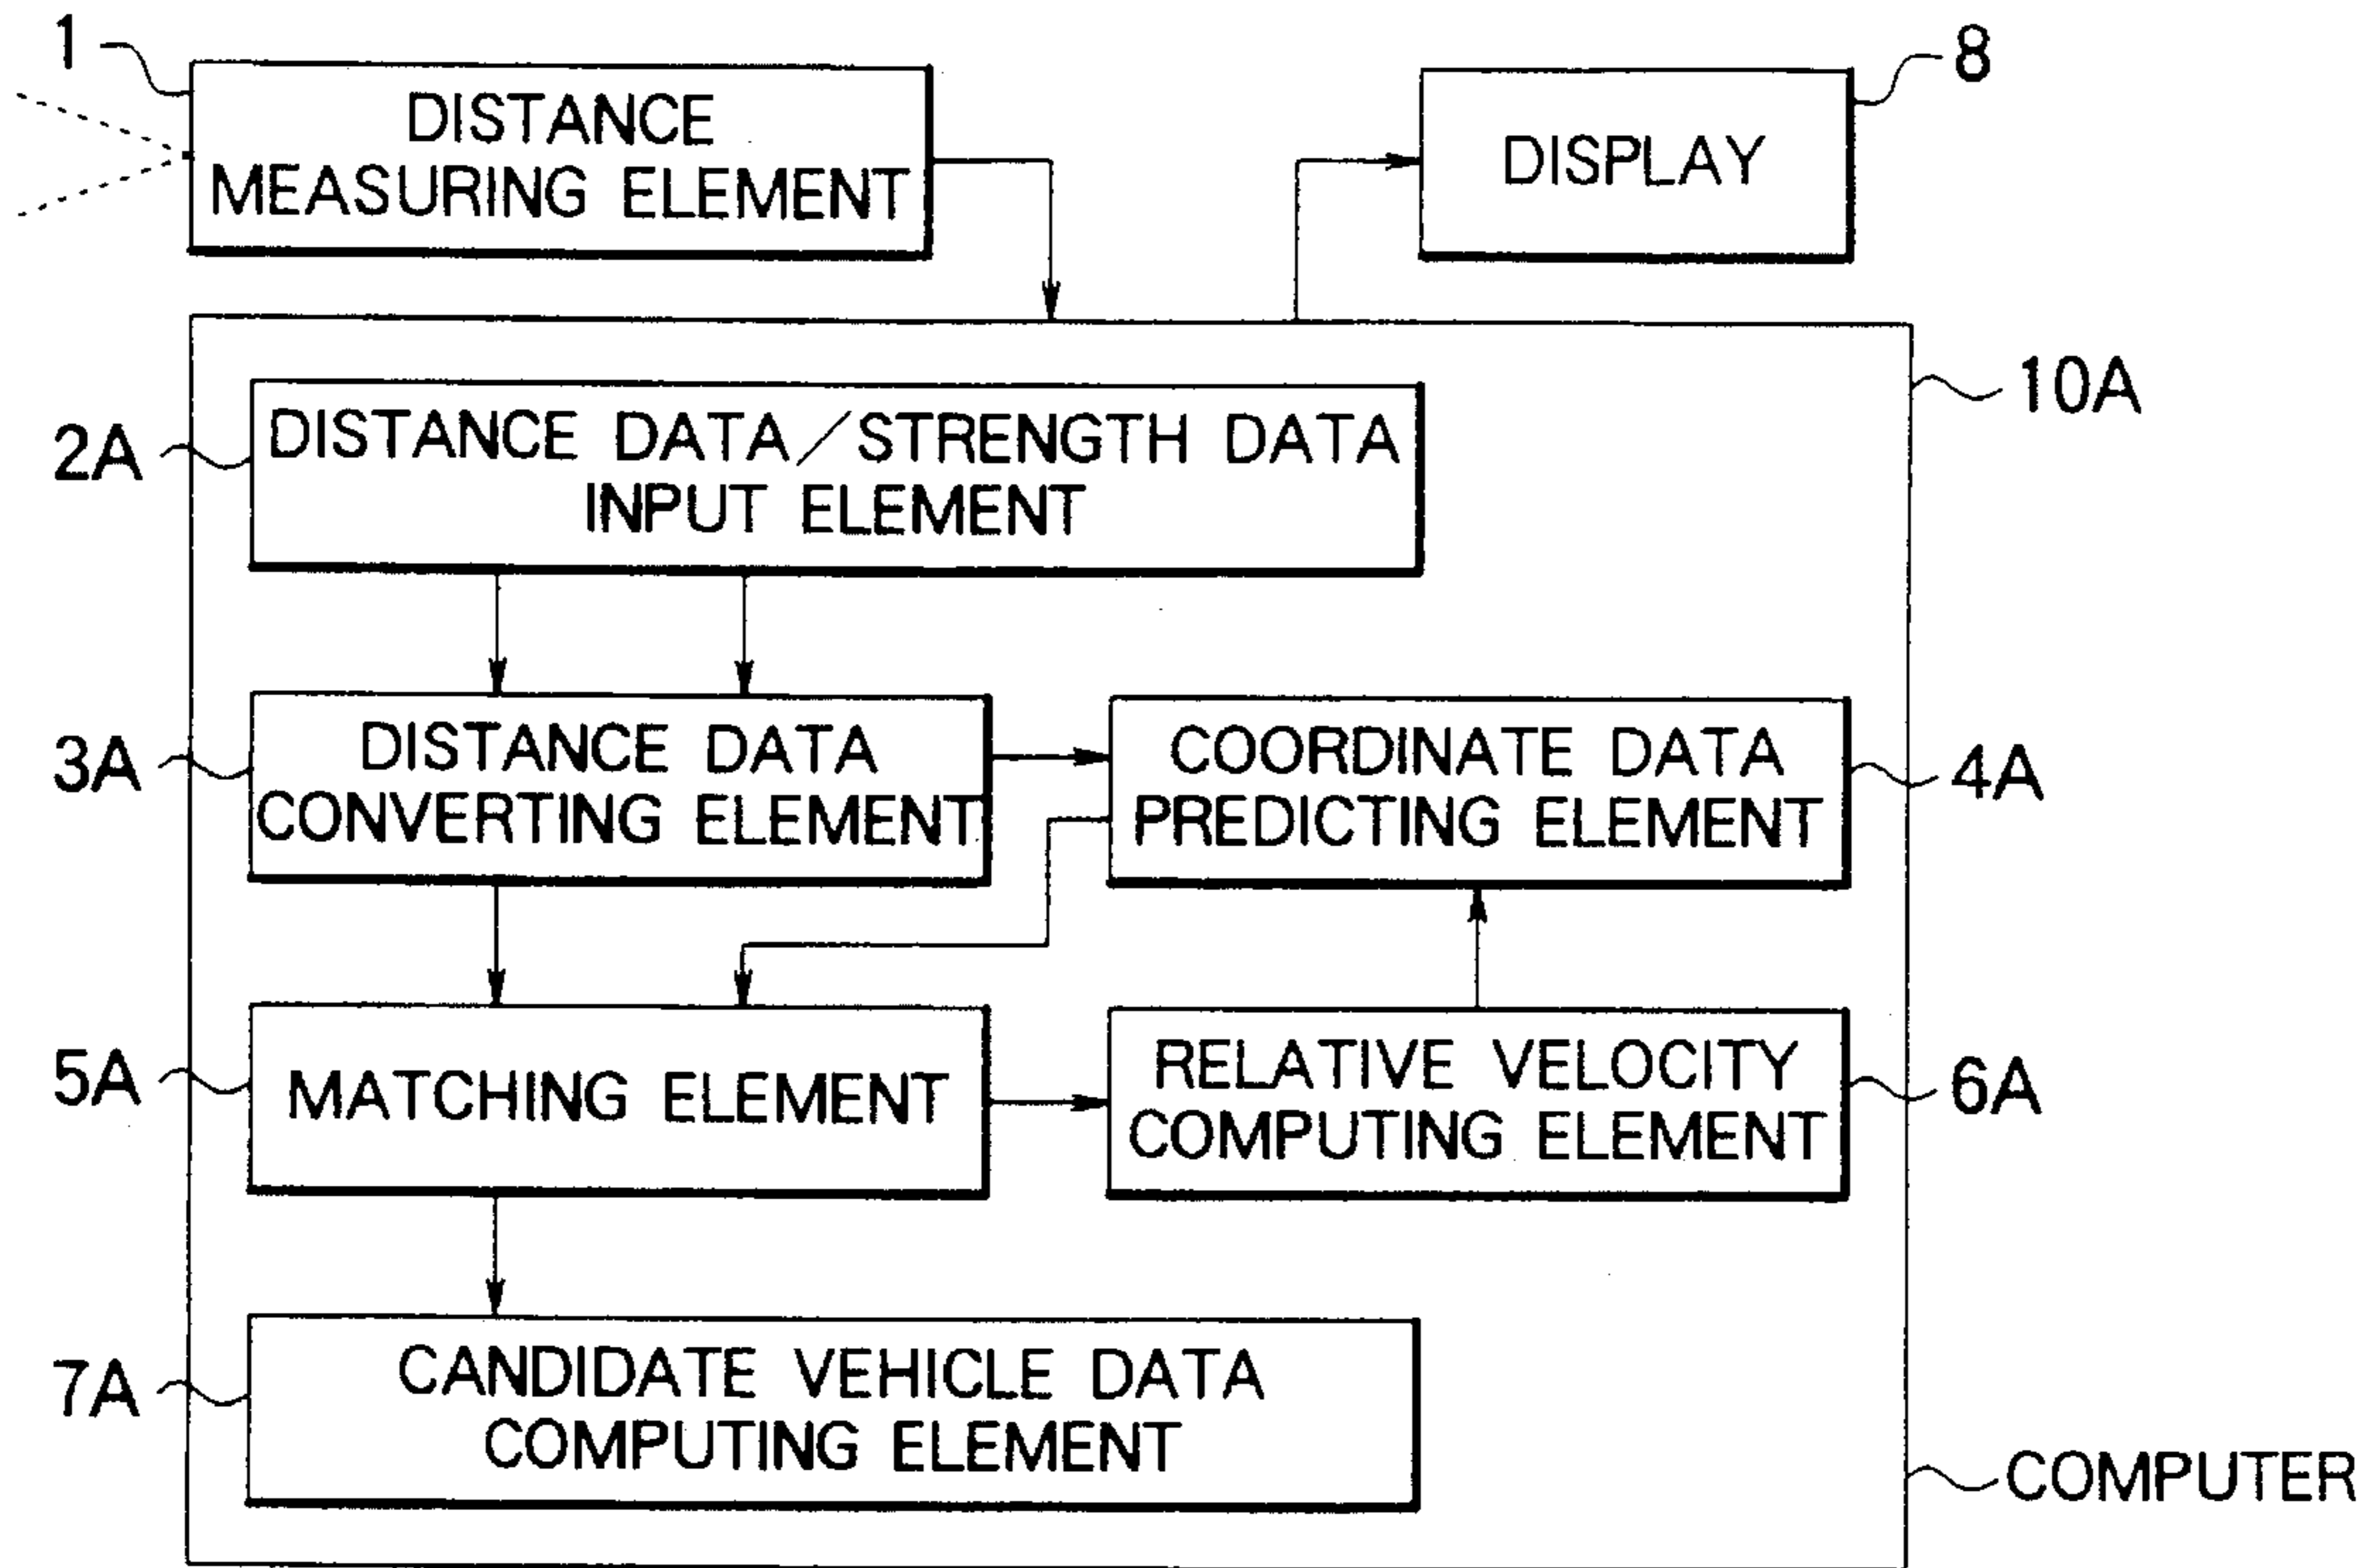 1
DISTANCE
MEASURING ELEMENT
8
DISPLAY
10A
2A
DISTANCE DATA/STRENGTH DATA
INPUT ELEMENT
3A
DISTANCE DATA
CONVERTING ELEMENT
COORDINATE DATA
PREDICTING ELEMENT
4A
5A
MATCHING ELEMENT
RELATIVE VELOCITY
COMPUTING ELEMENT
6A
7A
CANDIDATE VEHICLE DATA
COMPUTING ELEMENT
COMPUTER